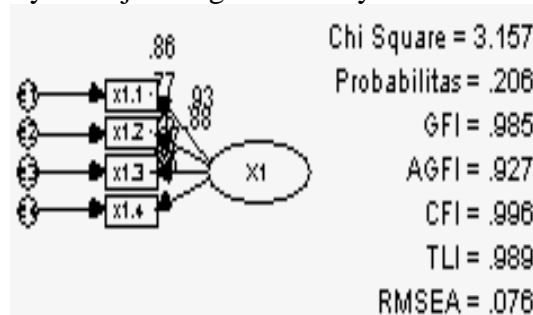 .86
.77
.93
.88
x1.1
x1.2
x1.3
x1.4
X1
Chi Square = 3.157
Probabilitas = .206
GFI = .985
AGFI = .927
CFI = .996
TLI = .989
RMSEA = .076